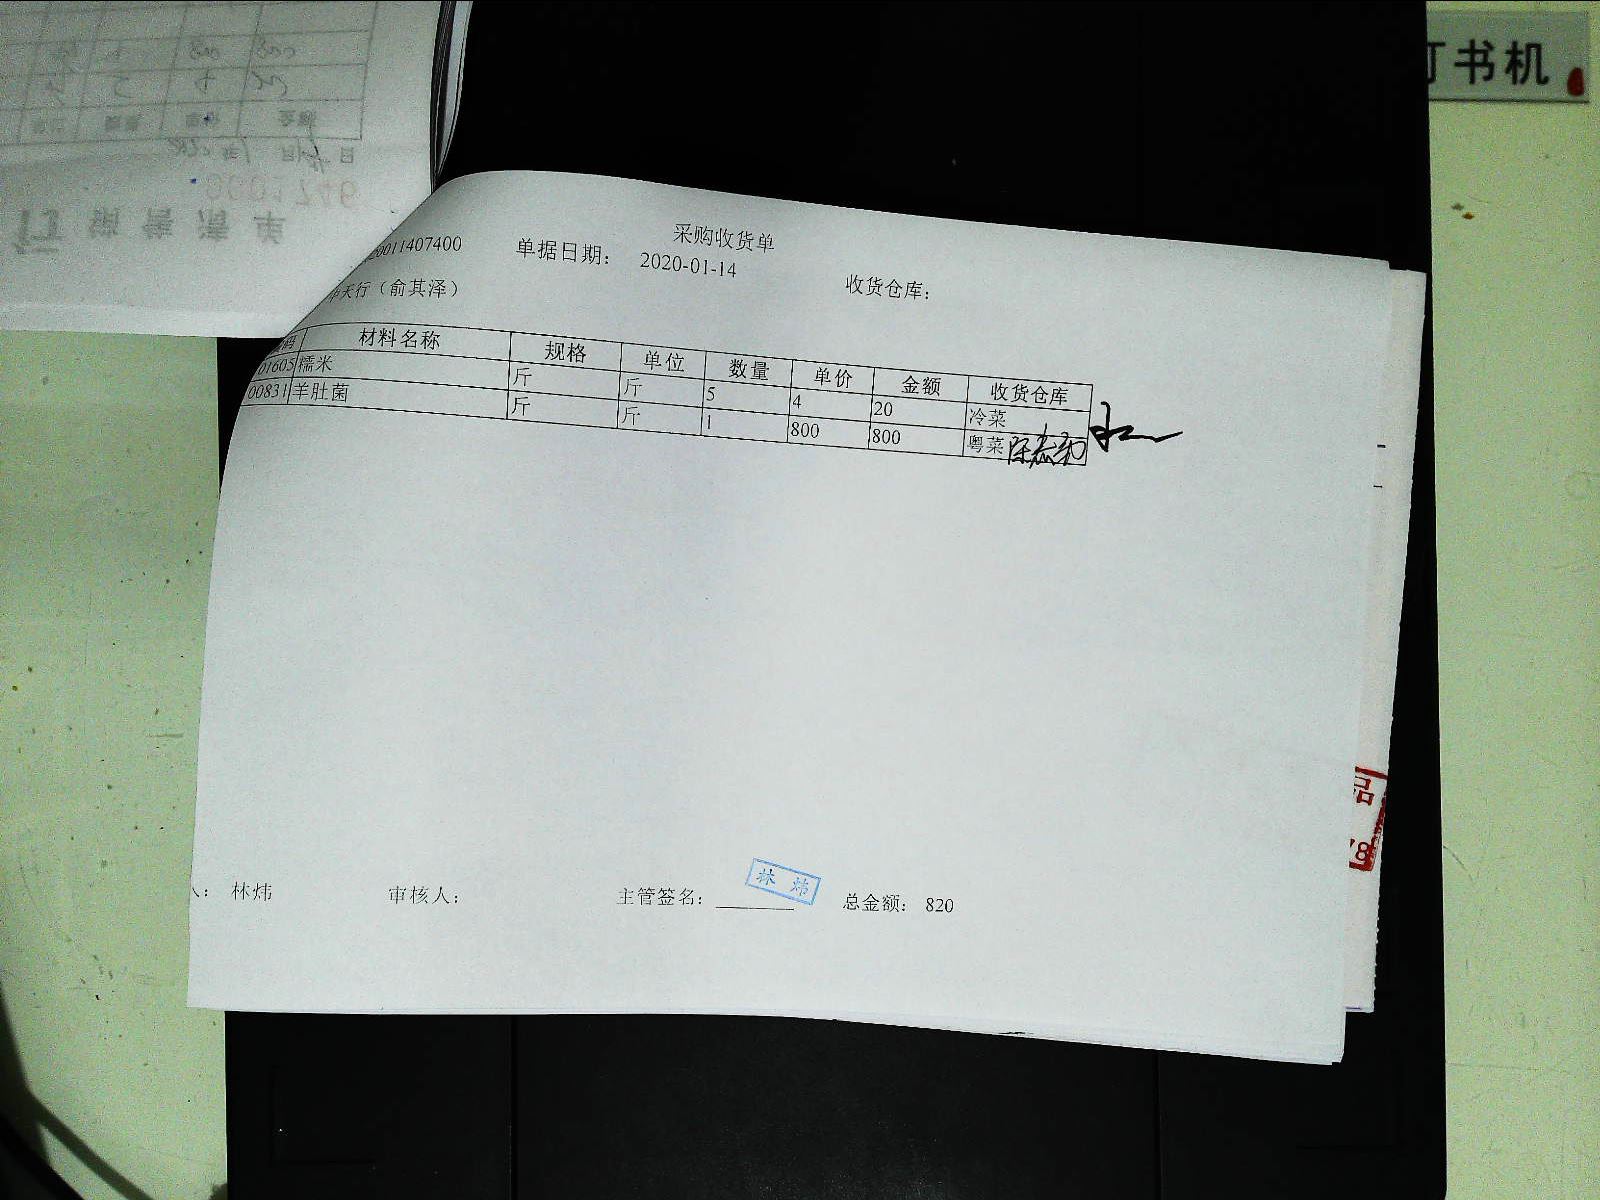 书机
采购收货单
20011407400 单据日期： 2020-01-14 收货仓库：
天行（俞其泽）
码 材料名称 规格 单位 数量 单价 金额 收货仓库
01605 糯米 斤 斤 5 4 20 冷菜
00831 羊肚菌 斤 斤 1 800 800 粤菜
林炜
人： 林炜 审核人： 主管签名： 总金额： 820
品
78